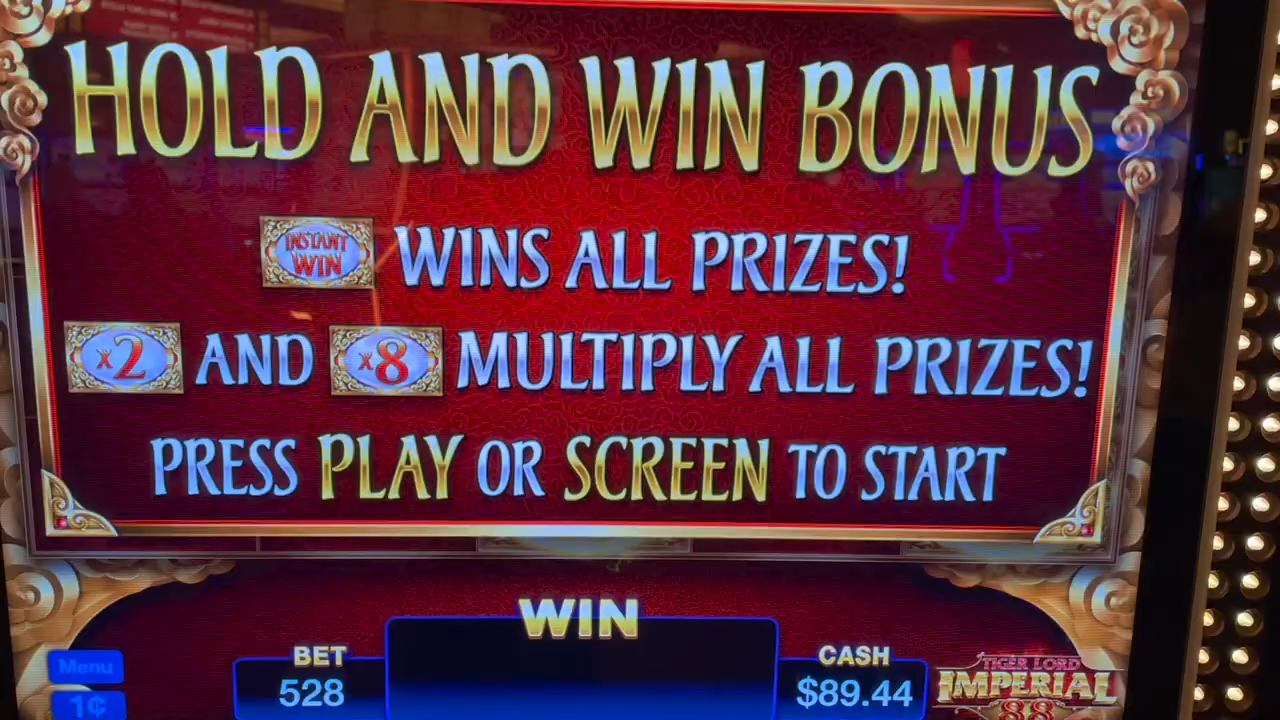 HOLD AND WIN BONUS
INSTANT WIN WINS ALL PRIZES!
x2 AND x8 MULTIPLY ALL PRIZES!
PRESS PLAY OR SCREEN TO START
WIN
BET
528
CASH
$89.44
Menu
1¢
TIGER LORD
IMPERIAL
88